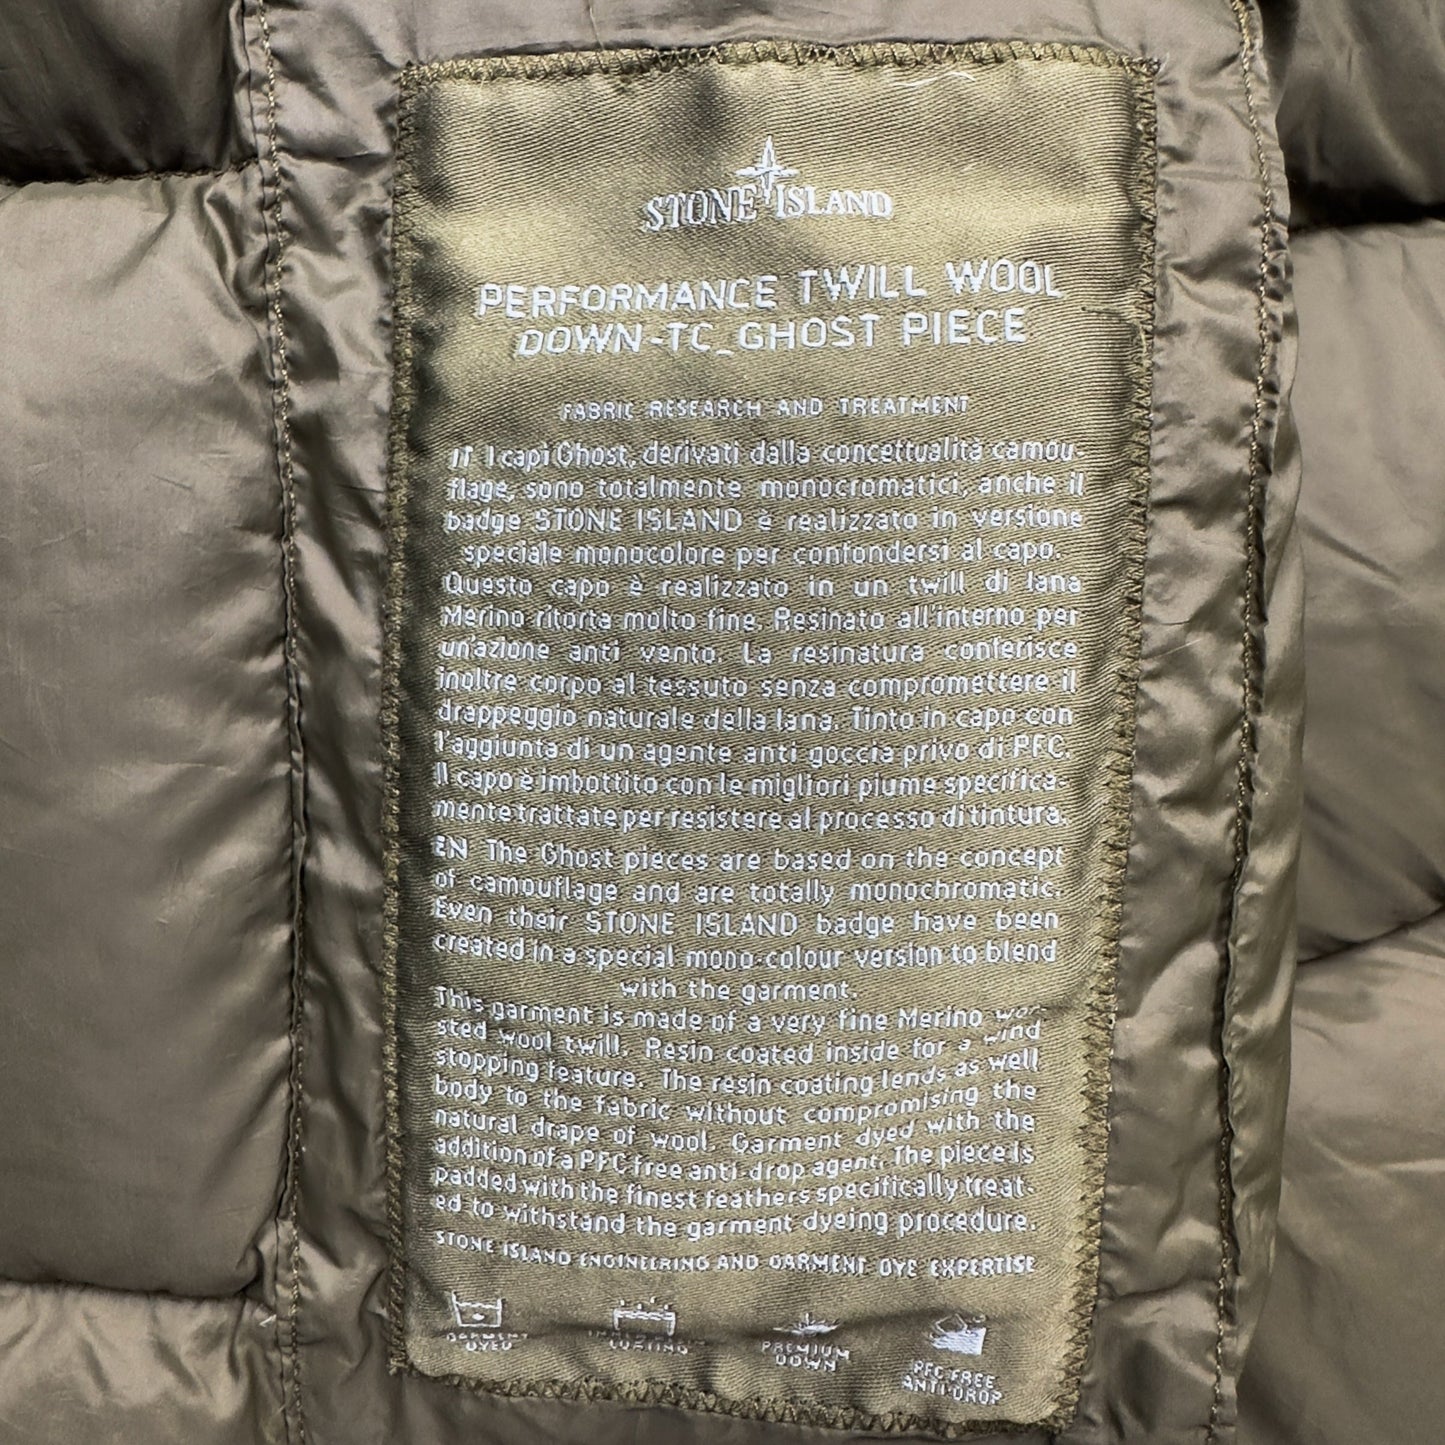 STONE ISLAND
PERFORMANCE TWILL WOOL
DOWN-TC_GHOST PIECE
FABRIC RESEARCH AND TREATMENT
IT I capi Ghost, derivati dalla concettualità camou-
flage, sono totalmente monocromatici, anche il
badge STONE ISLAND è realizzato in versione
speciale monocolore per confondersi al capo.
Questo capo è realizzato in un twill di lana
Merino ritorta molto fine. Resinato all'interno per
un'azione anti vento. La resinatura conferisce
inoltre corpo al tessuto senza compromettere il
drappeggio naturale della lana. Tinto in capo con
l'aggiunta di un agente anti goccia privo di PFC.
Il capo è imbottito con le migliori piume specifica-
mente trattate per resistere al processo di tintura.
EN The Ghost pieces are based on the concept
of camouflage and are totally monochromatic.
Even their STONE ISLAND badge have been
created in a special mono-colour version to blend
with the garment.
This garment is made of a very fine Merino wor-
sted wool twill. Resin coated inside for a wind
stopping feature. The resin coating lends as well
body to the fabric without compromising the
natural drape of wool. Garment dyed with the
addition of a PFC-free anti-drop agent. The piece is
padded with the finest feathers specifically treat-
ed to withstand the garment dyeing procedure.
STONE ISLAND ENGINEERING AND GARMENT DYE EXPERTISE
GARMENT
DYED
COATING
PREMIUM
DOWN
PFC-FREE
ANTI-DROP